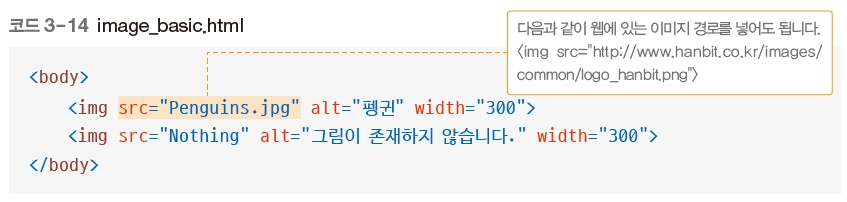 코드 3-14 image_basic.html
다음과 같이 웹에 있는 이미지 경로를 넣어도 됩니다.
<img src="http://www.hanbit.co.kr/images/
common/logo_hanbit.png">
<body>
<img src="Penguins.jpg" alt="펭귄" width="300">
<img src="Nothing" alt="그림이 존재하지 않습니다." width="300">
</body>